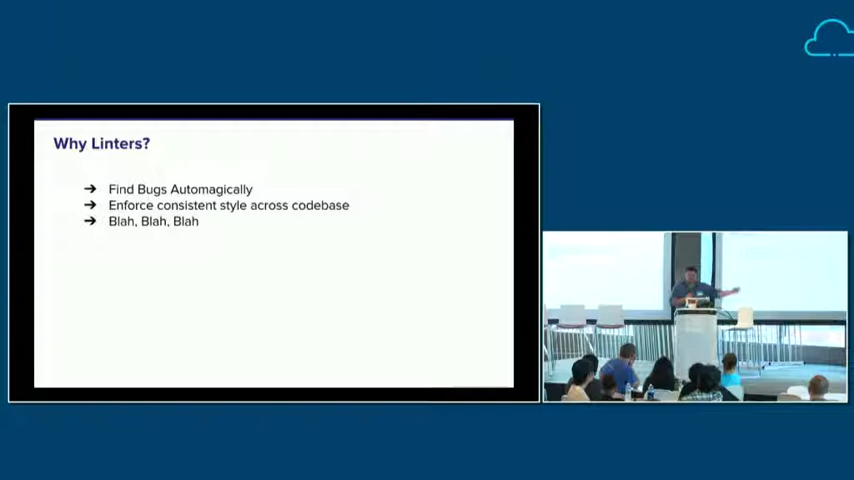 Why Linters?
➔ Find Bugs Automagically
➔ Enforce consistent style across codebase
➔ Blah, Blah, Blah